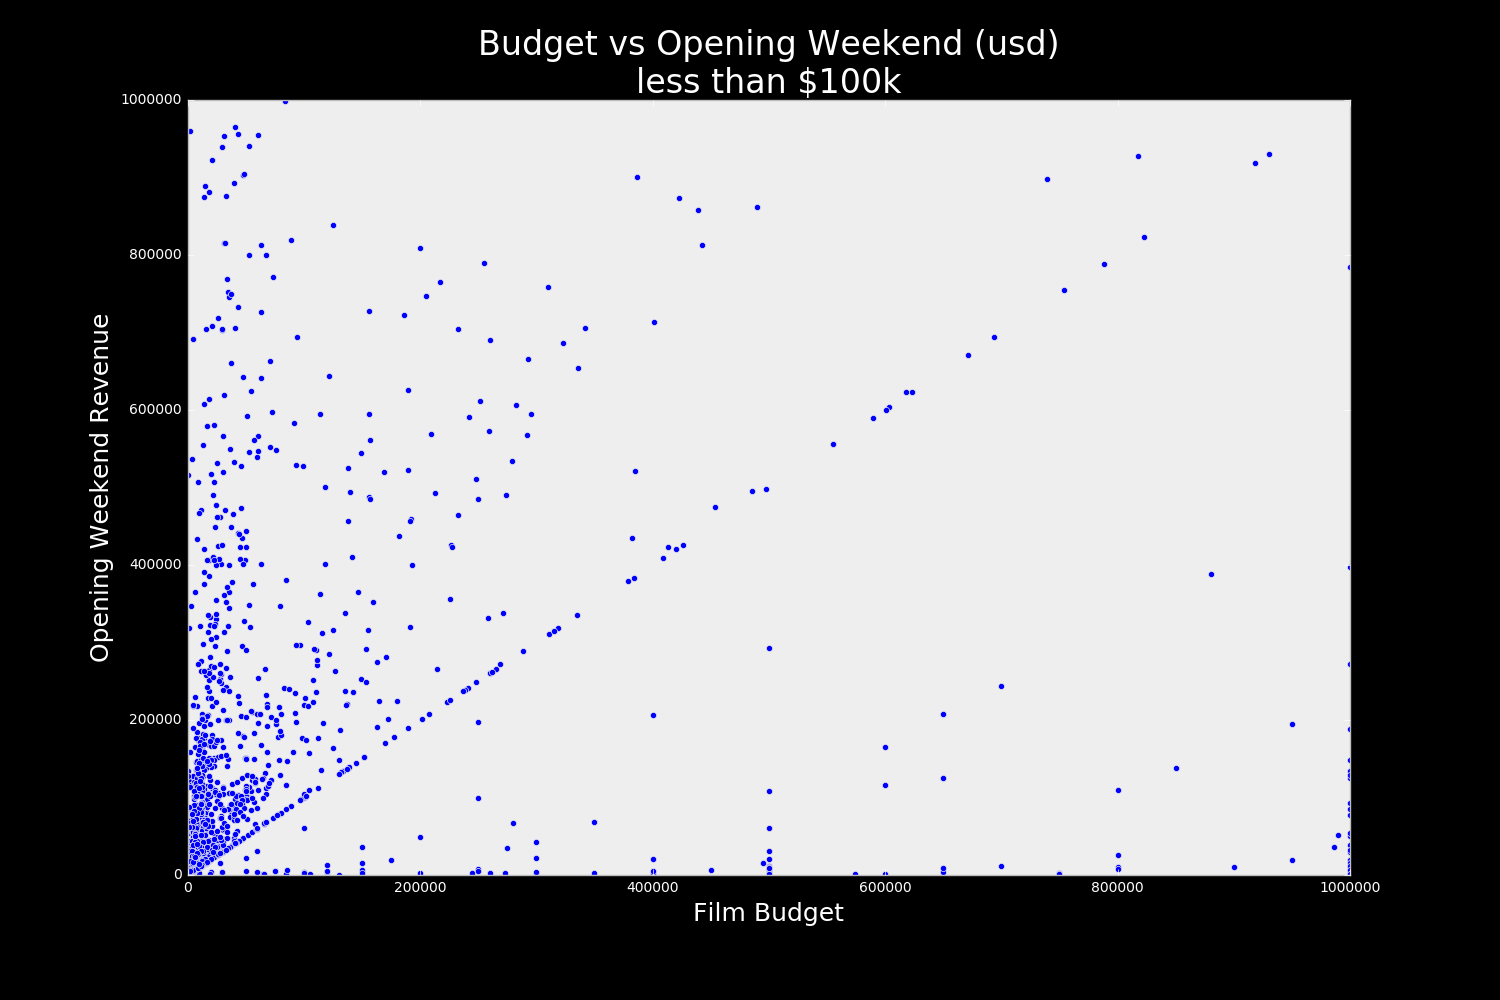 Budget vs Opening Weekend (usd)
less than $100k
1000000
800000
600000
400000
200000
0
Opening Weekend Revenue
0 200000 400000 600000 800000 1000000
Film Budget